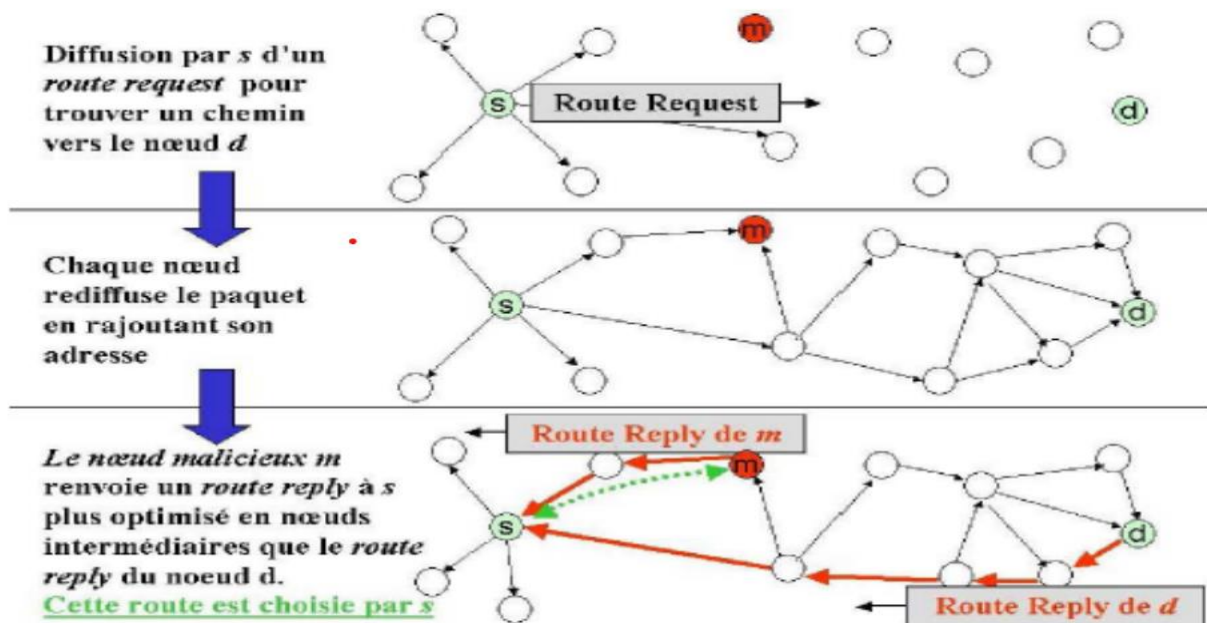 Diffusion par s d'un
route request pour
trouver un chemin
vers le nœud d
m
s
Route Request
d
Chaque nœud
rediffuse le paquet
en rajoutant son
adresse
m
s
d
Le nœud malicieux m
renvoie un route reply à s
plus optimisé en nœuds
intermédiaires que le route
reply du noeud d.
Cette route est choisie par s
Route Reply de m
m
s
d
Route Reply de d